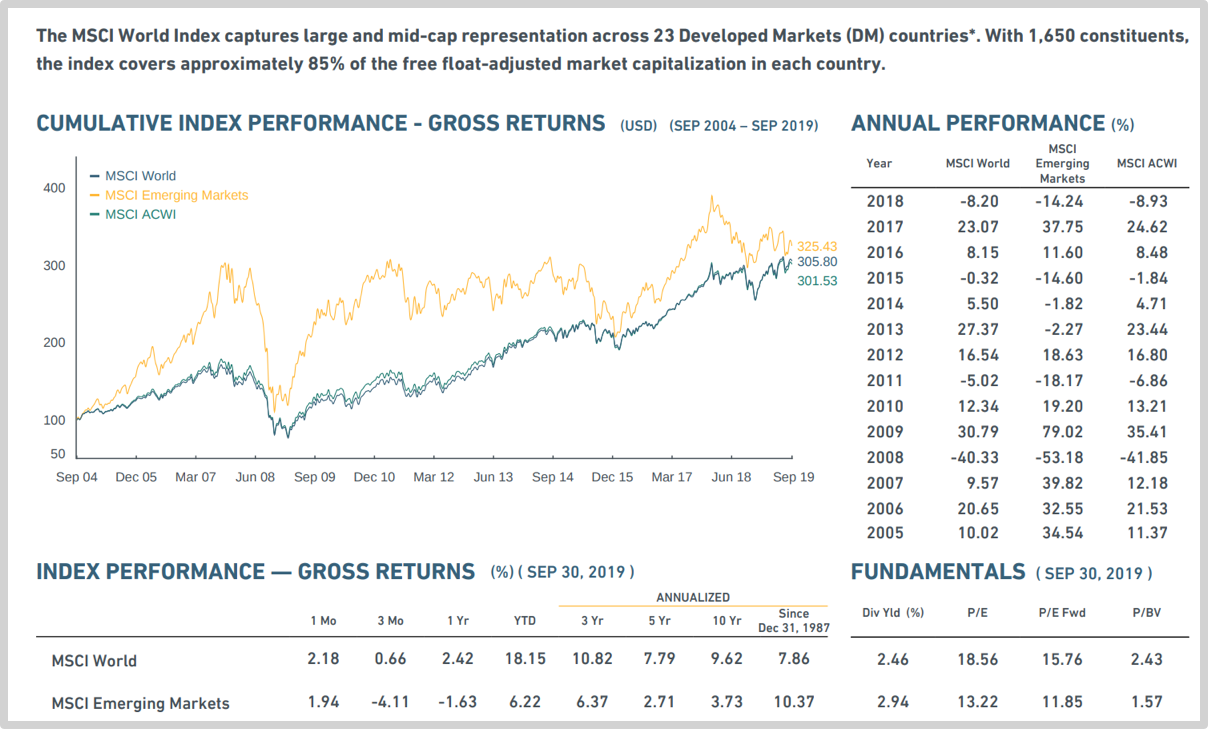 The MSCI World Index captures large and mid-cap representation across 23 Developed Markets (DM) countries*. With 1,650 constituents,
the index covers approximately 85% of the free float-adjusted market capitalization in each country.
CUMULATIVE INDEX PERFORMANCE - GROSS RETURNS (USD) (SEP 2004 – SEP 2019)
MSCI World
MSCI Emerging Markets
MSCI ACWI
400
300
200
100
50
325.43
305.80
301.53
Sep 04 Dec 05 Mar 07 Jun 08 Sep 09 Dec 10 Mar 12 Jun 13 Sep 14 Dec 15 Mar 17 Jun 18 Sep 19
ANNUAL PERFORMANCE (%)
Year MSCI World MSCI Emerging Markets MSCI ACWI
2018 -8.20 -14.24 -8.93
2017 23.07 37.75 24.62
2016 8.15 11.60 8.48
2015 -0.32 -14.60 -1.84
2014 5.50 -1.82 4.71
2013 27.37 -2.27 23.44
2012 16.54 18.63 16.80
2011 -5.02 -18.17 -6.86
2010 12.34 19.20 13.21
2009 30.79 79.02 35.41
2008 -40.33 -53.18 -41.85
2007 9.57 39.82 12.18
2006 20.65 32.55 21.53
2005 10.02 34.54 11.37
INDEX PERFORMANCE — GROSS RETURNS (%) ( SEP 30, 2019 )
ANNUALIZED
1 Mo 3 Mo 1 Yr YTD 3 Yr 5 Yr 10 Yr Since Dec 31, 1987
MSCI World 2.18 0.66 2.42 18.15 10.82 7.79 9.62 7.86
MSCI Emerging Markets 1.94 -4.11 -1.63 6.22 6.37 2.71 3.73 10.37
FUNDAMENTALS ( SEP 30, 2019 )
Div Yld (%) P/E P/E Fwd P/BV
2.46 18.56 15.76 2.43
2.94 13.22 11.85 1.57